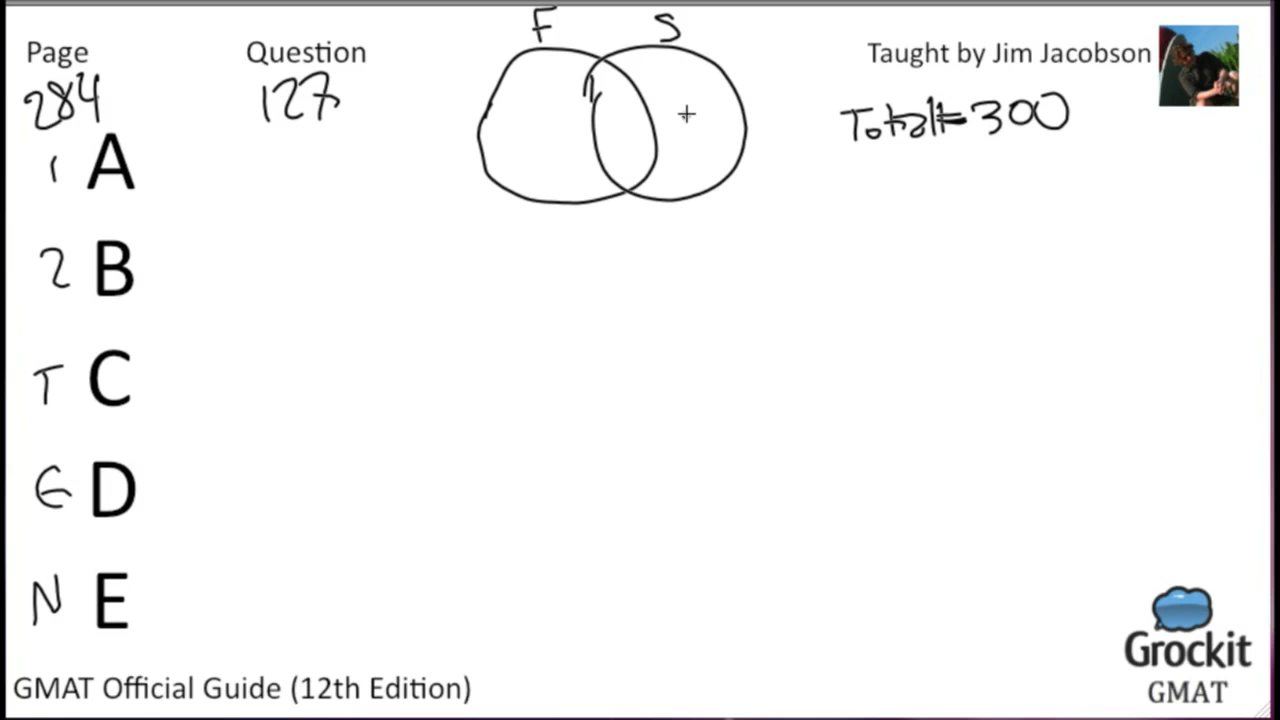 F S
Page Question Taught by Jim Jacobson
284 127 Total=300
1 A
2 B
T C
E D
N E
Grockit
GMAT
GMAT Official Guide (12th Edition)